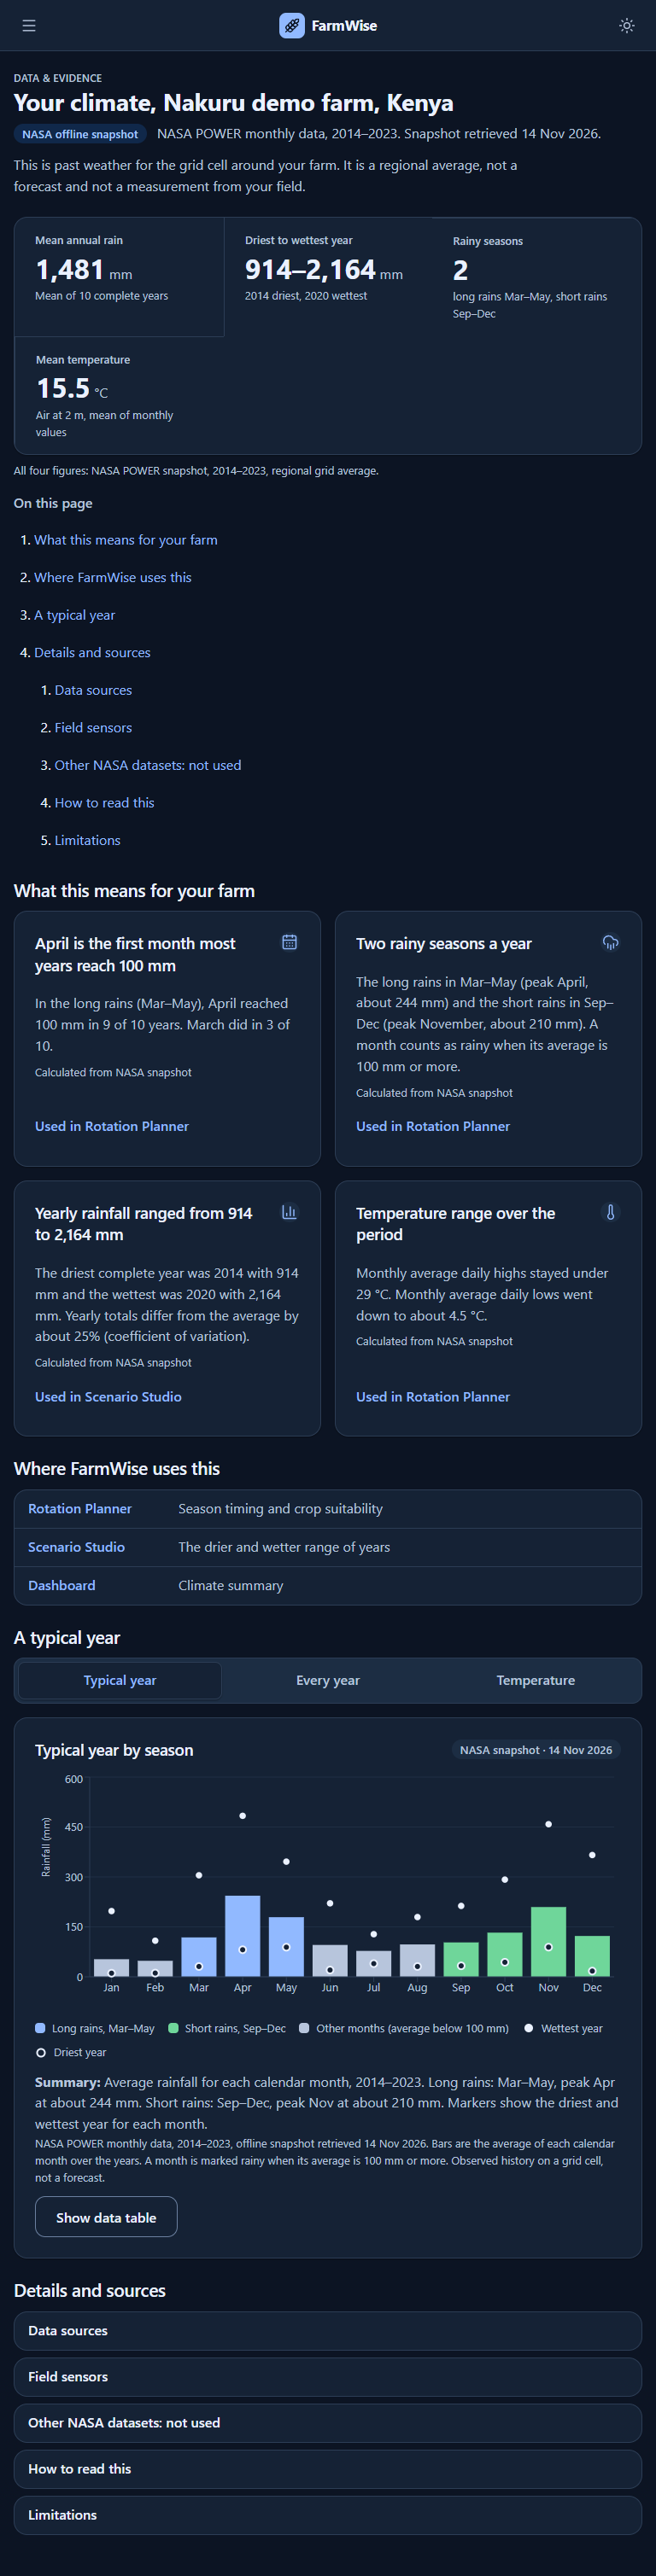 FarmWise
DATA & EVIDENCE
Your climate, Nakuru demo farm, Kenya
NASA offline snapshot NASA POWER monthly data, 2014–2023. Snapshot retrieved 14 Nov 2026.
This is past weather for the grid cell around your farm. It is a regional average, not a
forecast and not a measurement from your field.
Mean annual rain
1,481 mm
Mean of 10 complete years
Driest to wettest year
914–2,164 mm
2014 driest, 2020 wettest
Rainy seasons
2
long rains Mar–May, short rains
Sep–Dec
Mean temperature
15.5 °C
Air at 2 m, mean of monthly
values
All four figures: NASA POWER snapshot, 2014–2023, regional grid average.
On this page
1. What this means for your farm
2. Where FarmWise uses this
3. A typical year
4. Details and sources
1. Data sources
2. Field sensors
3. Other NASA datasets: not used
4. How to read this
5. Limitations
What this means for your farm
April is the first month most
years reach 100 mm
In the long rains (Mar–May), April reached
100 mm in 9 of 10 years. March did in 3 of
10.
Calculated from NASA snapshot
Used in Rotation Planner
Two rainy seasons a year
The long rains in Mar–May (peak April,
about 244 mm) and the short rains in Sep–
Dec (peak November, about 210 mm). A
month counts as rainy when its average is
100 mm or more.
Calculated from NASA snapshot
Used in Rotation Planner
Yearly rainfall ranged from 914
to 2,164 mm
The driest complete year was 2014 with 914
mm and the wettest was 2020 with 2,164
mm. Yearly totals differ from the average by
about 25% (coefficient of variation).
Calculated from NASA snapshot
Used in Scenario Studio
Temperature range over the
period
Monthly average daily highs stayed under
29 °C. Monthly average daily lows went
down to about 4.5 °C.
Calculated from NASA snapshot
Used in Rotation Planner
Where FarmWise uses this
Rotation Planner Season timing and crop suitability
Scenario Studio The drier and wetter range of years
Dashboard Climate summary
A typical year
Typical year Every year Temperature
Typical year by season NASA snapshot · 14 Nov 2026
Rainfall (mm)
600
450
300
150
0
Jan Feb Mar Apr May Jun Jul Aug Sep Oct Nov Dec
Long rains, Mar–May Short rains, Sep–Dec Other months (average below 100 mm) Wettest year
Driest year
Summary: Average rainfall for each calendar month, 2014–2023. Long rains: Mar–May, peak Apr
at about 244 mm. Short rains: Sep–Dec, peak Nov at about 210 mm. Markers show the driest and
wettest year for each month.
NASA POWER monthly data, 2014–2023, offline snapshot retrieved 14 Nov 2026. Bars are the average of each calendar
month over the years. A month is marked rainy when its average is 100 mm or more. Observed history on a grid cell,
not a forecast.
Show data table
Details and sources
Data sources
Field sensors
Other NASA datasets: not used
How to read this
Limitations